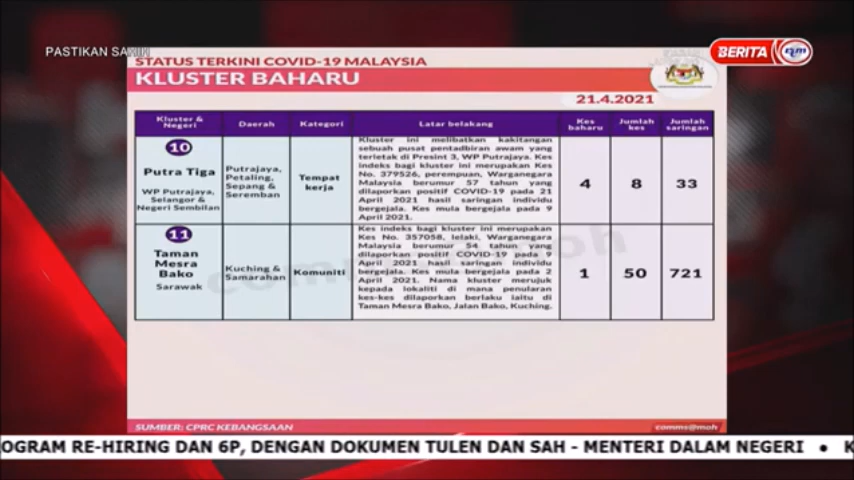 PASTIKAN
BERITA
STATUS TERKINI COVID-19 MALAYSIA
KLUSTER BAHARU
21.4.2021
Kluster & Negeri
Daerah
Kategori
Latar belakang
Kes baharu
Jumlah kes
Jumlah saringan
10
Putra Tiga
WP Putrajaya,
Selangor &
Negeri Sembilan
Putrajaya,
Petaling,
Sepang &
Seremban
Tempat
kerja
Kluster ini melibatkan kakitangan
sebuah pusat pentadbiran awam yang
terletak di Presint 3, WP Putrajaya. Kes
indeks bagi kluster ini merupakan Kes
No. 379526, perempuan, Warganegara
Malaysia berumur 57 tahun yang
dilaporkan positif COVID-19 pada 21
April 2021 hasil saringan individu
bergejala. Kes mula bergejala pada 9
April 2021.
4
8
33
11
Taman
Mesra
Bako
Sarawak
Kuching &
Samarahan
Komuniti
Kes indeks bagi kluster ini merupakan
Kes No. 357058, lelaki, Warganegara
Malaysia berumur 54 tahun yang
dilaporkan positif COVID-19 pada 9
April 2021 hasil saringan individu
bergejala. Kes mula bergejala pada 2
April 2021. Nama kluster merujuk
kepada lokaliti di mana penularan
kes-kes dilaporkan berlaku iaitu di
Taman Mesra Bako, Jalan Bako, Kuching.
1
50
721
SUMBER: CPRC KEBANGSAAN
comms@moh
OGRAM RE-HIRING DAN 6P, DENGAN DOKUMEN TULEN DAN SAH - MENTERI DALAM NEGERI • K